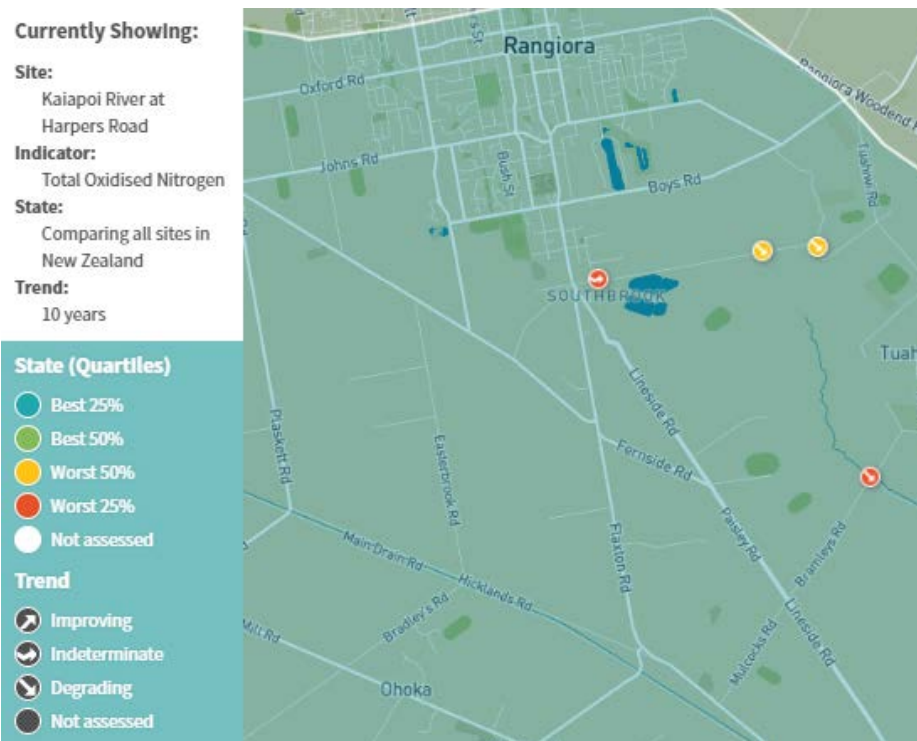 Currently Showing:
Site:
Kaiapoi River at
Harpers Road
Indicator:
Total Oxidised Nitrogen
State:
Comparing all sites in
New Zealand
Trend:
10 years
State (Quartiles)
Best 25%
Best 50%
Worst 50%
Worst 25%
Not assessed
Trend
Improving
Indeterminate
Degrading
Not assessed
Rangiora
Oxford Rd
Johns Rd
Bush St
Boys Rd
Rangiora Woodend
SOUTHBROOK
Lineside Rd
Plaskett Rd
Easterbrook Rd
Fernside Rd
Flaxton Rd
Paisley Rd
Bramleys Rd
Main Drain Rd
Hicklands Rd
Bradley's Rd
Mulcocks Rd
Lineside Rd
Mill Rd
Ohoka